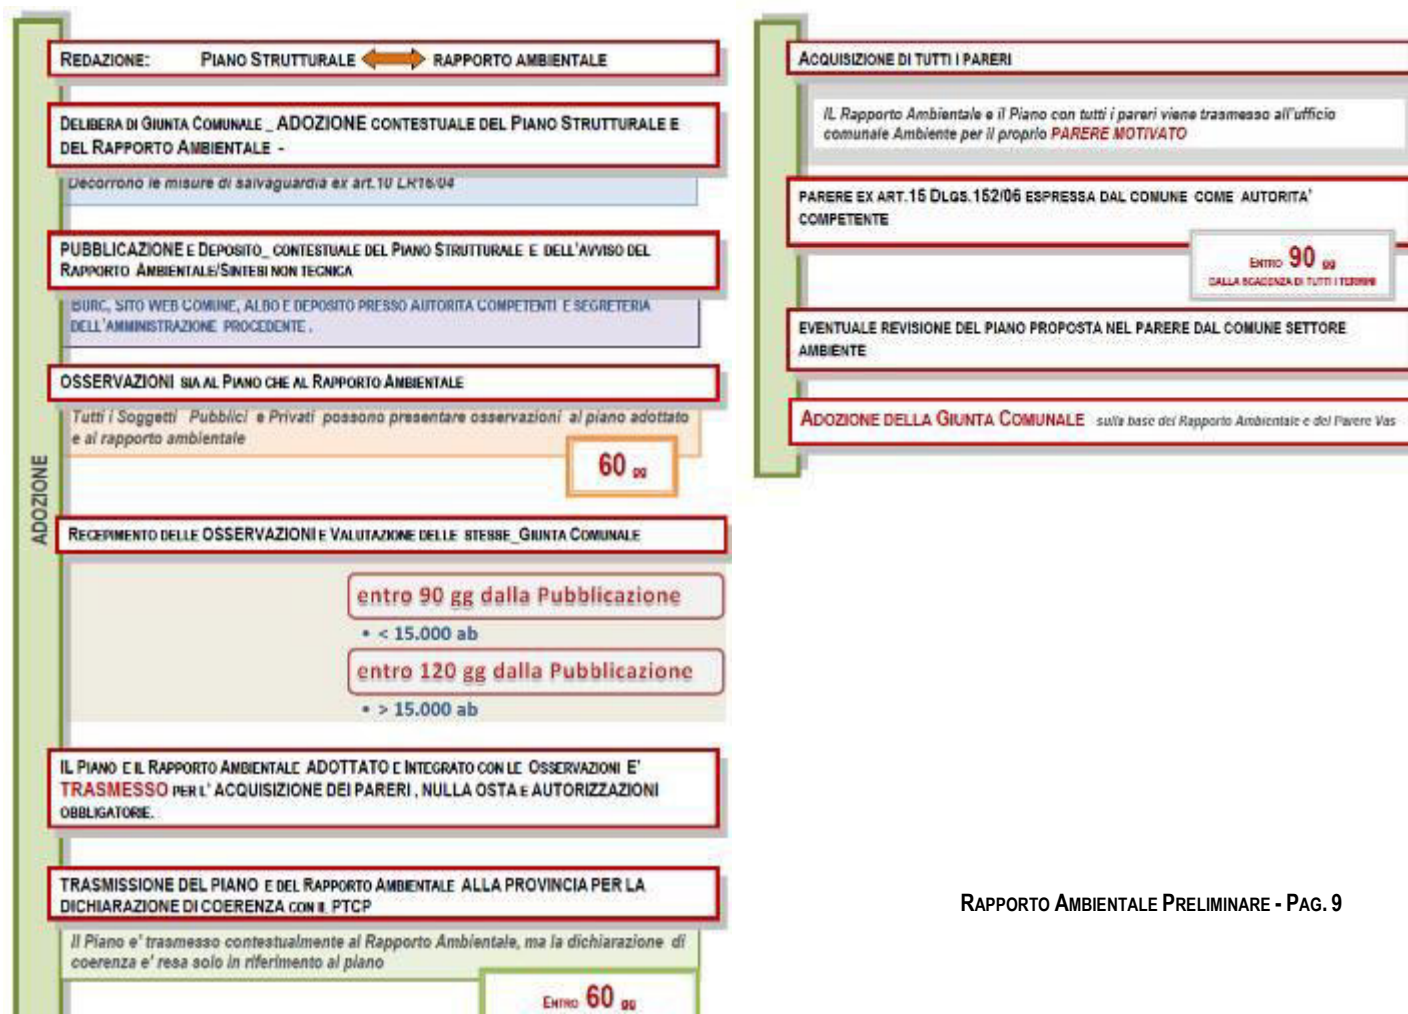 REDAZIONE: PIANO STRUTTURALE RAPPORTO AMBIENTALE
DELIBERA DI GIUNTA COMUNALE _ ADOZIONE CONTESTUALE DEL PIANO STRUTTURALE E
DEL RAPPORTO AMBIENTALE -
Decorrono le misure di salvaguardia ex art.10 LR16/04
PUBBLICAZIONE E DEPOSITO_ CONTESTUALE DEL PIANO STRUTTURALE E DELL'AVVISO DEL
RAPPORTO AMBIENTALE/SINTESI NON TECNICA
BURC, SITO WEB COMUNE, ALBO E DEPOSITO PRESSO AUTORITA COMPETENTI E SEGRETERIA
DELL'AMMINISTRAZIONE PROCEDENTE .
OSSERVAZIONI SIA AL PIANO CHE AL RAPPORTO AMBIENTALE
Tutti i Soggetti Pubblici e Privati possono presentare osservazioni al piano adottato
e al rapporto ambientale
60 gg
ADOZIONE
RECEPIMENTO DELLE OSSERVAZIONI E VALUTAZIONE DELLE STESSE_GIUNTA COMUNALE
entro 90 gg dalla Pubblicazione
• < 15.000 ab
entro 120 gg dalla Pubblicazione
• > 15.000 ab
IL PIANO E IL RAPPORTO AMBIENTALE ADOTTATO E INTEGRATO CON LE OSSERVAZIONI E'
TRASMESSO PER L' ACQUISIZIONE DEI PARERI , NULLA OSTA E AUTORIZZAZIONI
OBBLIGATORIE.
TRASMISSIONE DEL PIANO E DEL RAPPORTO AMBIENTALE ALLA PROVINCIA PER LA
DICHIARAZIONE DI COERENZA CON IL PTCP
Il Piano e' trasmesso contestualmente al Rapporto Ambientale, ma la dichiarazione di
coerenza e' resa solo in riferimento al piano
ENTRO 60 gg
ACQUISIZIONE DI TUTTI I PARERI
IL Rapporto Ambientale e il Piano con tutti i pareri viene trasmesso all'ufficio
comunale Ambiente per il proprio PARERE MOTIVATO
PARERE EX ART.15 DLGS.152/06 ESPRESSA DAL COMUNE COME AUTORITA'
COMPETENTE
ENTRO 90 gg
DALLA SCADENZA DI TUTTI I TERMINI
EVENTUALE REVISIONE DEL PIANO PROPOSTA NEL PARERE DAL COMUNE SETTORE
AMBIENTE
ADOZIONE DELLA GIUNTA COMUNALE sulla base del Rapporto Ambientale e del Parere Vas
RAPPORTO AMBIENTALE PRELIMINARE - PAG. 9